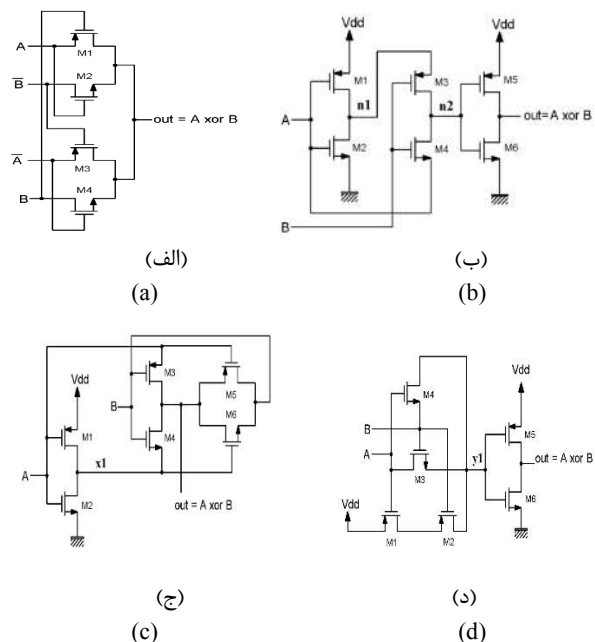 A
M1
B
M2
out = A xor B
A
M3
B
M4
(الف)
(a)
Vdd
Vdd
M1
M3
M5
n1
n2
A
out= A xor B
M2
M4
M6
B
(ب)
(b)
M3
M5
Vdd
B
M6
M1
M4
x1
A
M2
out = A xor B
(ج)
(c)
Vdd
M4
B
M5
A
y1
out = A xor B
M3
Vdd
M6
M1
M2
(د)
(d)